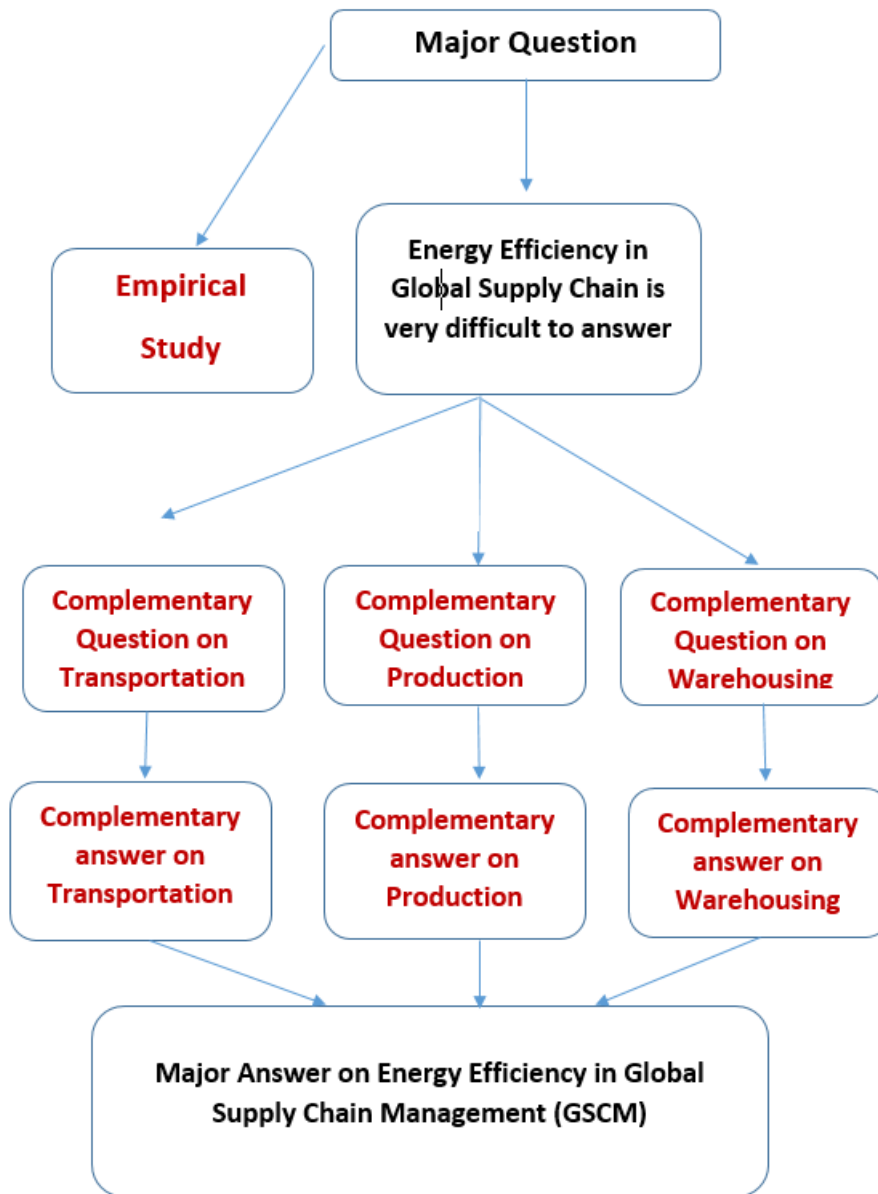 Major Question
Empirical
Study
Energy Efficiency in
Global Supply Chain is
very difficult to answer
Complementary
Question on
Transportation
Complementary
Question on
Production
Complementary
Question on
Warehousing
Complementary
answer on
Transportation
Complementary
answer on
Production
Complementary
answer on
Warehousing
Major Answer on Energy Efficiency in Global
Supply Chain Management (GSCM)